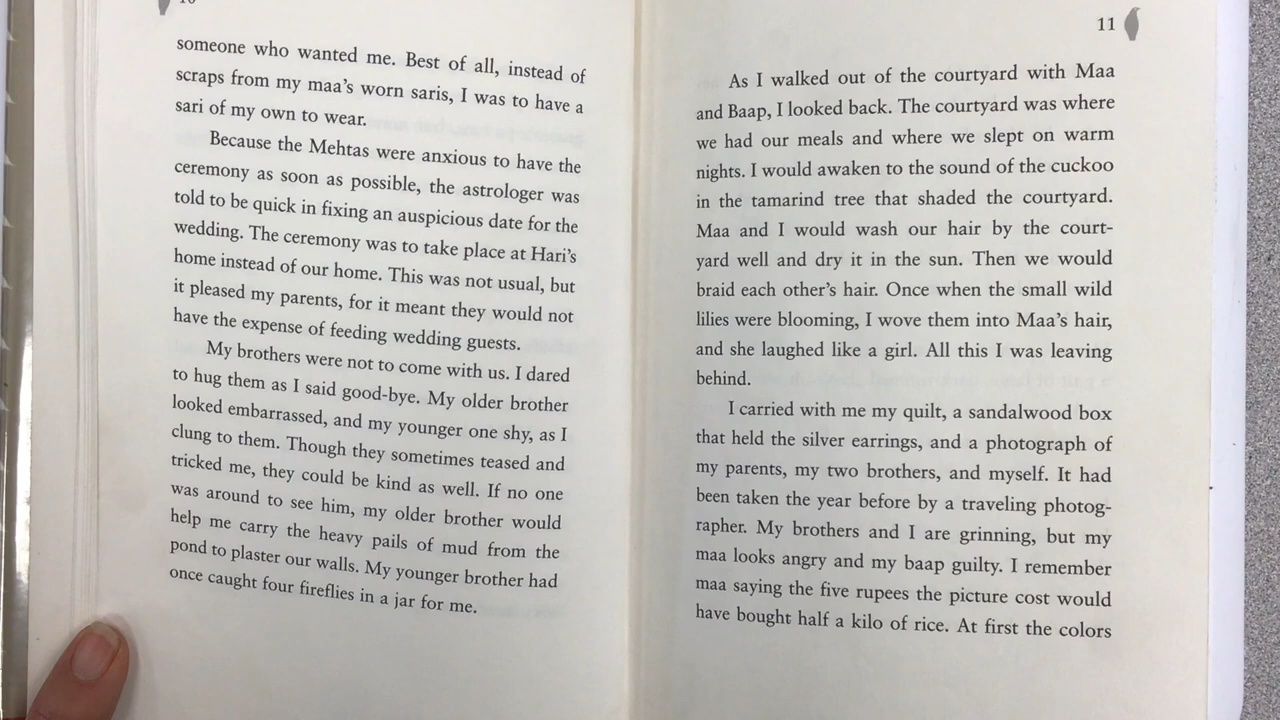 someone who wanted me. Best of all, instead of
scraps from my maa's worn saris, I was to have a
sari of my own to wear.
Because the Mehtas were anxious to have the
ceremony as soon as possible, the astrologer was
told to be quick in fixing an auspicious date for the
wedding. The ceremony was to take place at Hari's
home instead of our home. This was not usual, but
it pleased my parents, for it meant they would not
have the expense of feeding wedding guests.
My brothers were not to come with us. I dared
to hug them as I said good-bye. My older brother
looked embarrassed, and my younger one shy, as I
clung to them. Though they sometimes teased and
tricked me, they could be kind as well. If no one
was around to see him, my older brother would
help me carry the heavy pails of mud from the
pond to plaster our walls. My younger brother had
once caught four fireflies in a jar for me.
11
As I walked out of the courtyard with Maa
and Baap, I looked back. The courtyard was where
we had our meals and where we slept on warm
nights. I would awaken to the sound of the cuckoo
in the tamarind tree that shaded the courtyard.
Maa and I would wash our hair by the court-
yard well and dry it in the sun. Then we would
braid each other's hair. Once when the small wild
lilies were blooming, I wove them into Maa's hair,
and she laughed like a girl. All this I was leaving
behind.
I carried with me my quilt, a sandalwood box
that held the silver earrings, and a photograph of
my parents, my two brothers, and myself. It had
been taken the year before by a traveling photog-
rapher. My brothers and I are grinning, but my
maa looks angry and my baap guilty. I remember
maa saying the five rupees the picture cost would
have bought half a kilo of rice. At first the colors